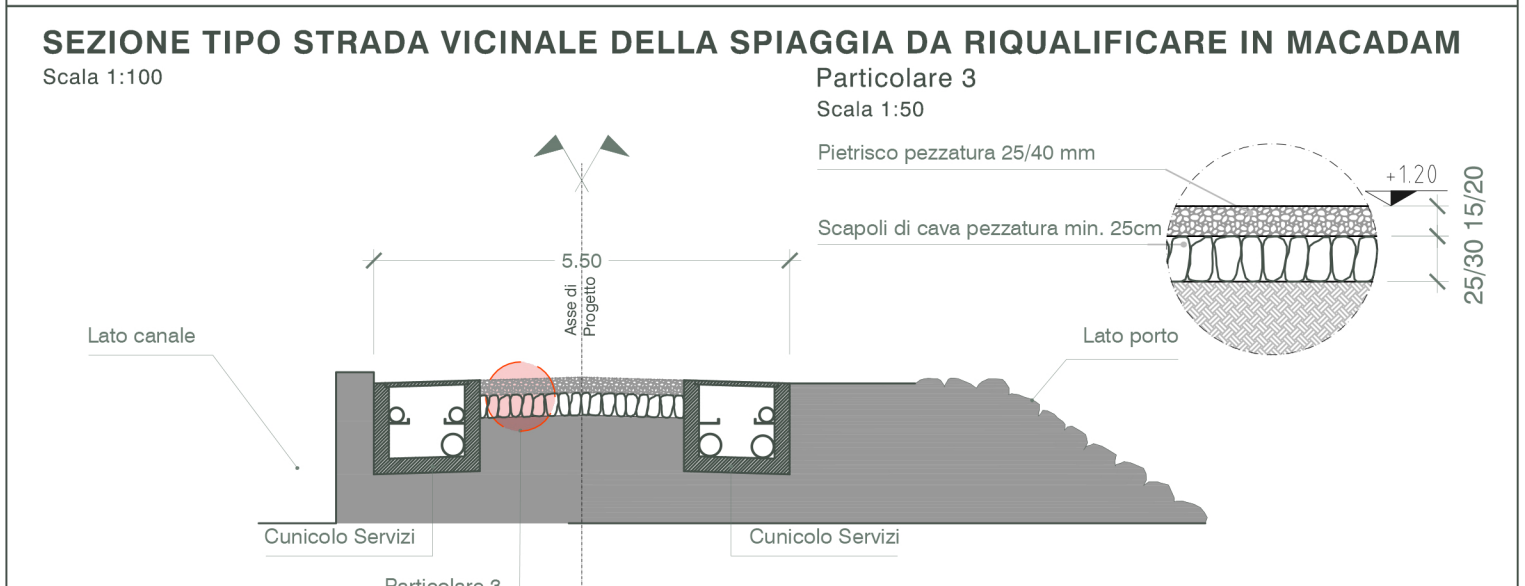 SEZIONE TIPO STRADA VICINALE DELLA SPIAGGIA DA RIQUALIFICARE IN MACADAM
Scala 1:100
Particolare 3
Scala 1:50
Pietrisco pezzatura 25/40 mm
+1.20
15/20
Scapoli di cava pezzatura min. 25cm
25/30
5.50
Asse di
Progetto
Lato canale
Lato porto
Cunicolo Servizi
Cunicolo Servizi
Particolare 3